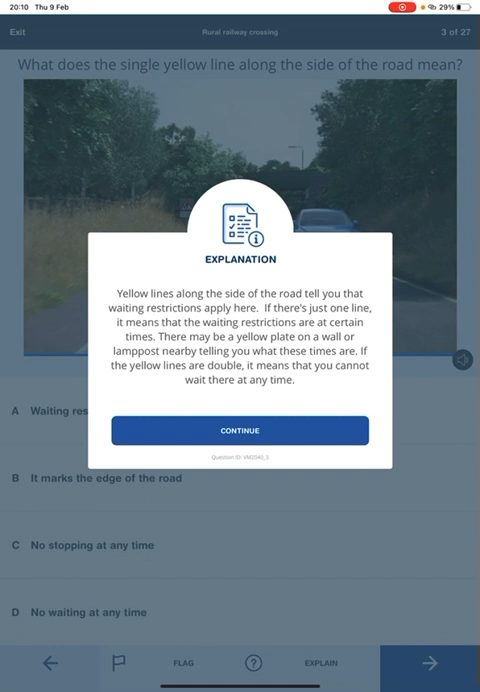 20:10 Thu 9 Feb
29%
Exit
Rural railway crossing
3 of 27
What does the single yellow line along the side of the road mean?
EXPLANATION
Yellow lines along the side of the road tell you that
waiting restrictions apply here. If there's just one line,
it means that the waiting restrictions are at certain
times. There may be a yellow plate on a wall or
lamppost nearby telling you what these times are. If
the yellow lines are double, it means that you cannot
wait there at any time.
CONTINUE
Question ID: VM2040_3
A Waiting res
B It marks the edge of the road
C No stopping at any time
D No waiting at any time
FLAG
EXPLAIN